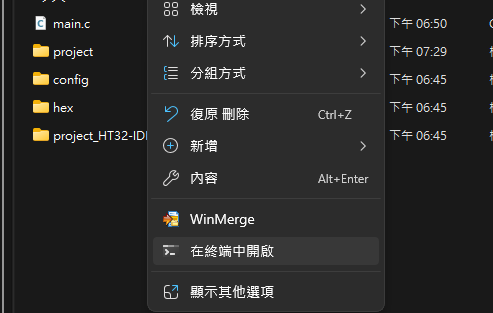 檢視
main.c 下午 06:50
排序方式
project 下午 07:29
分組方式
config 下午 06:45
hex 復原 刪除 Ctrl+Z 下午 06:45
project_HT32-ID 新增 下午 06:45
內容 Alt+Enter
WinMerge
在終端中開啟
顯示其他選項